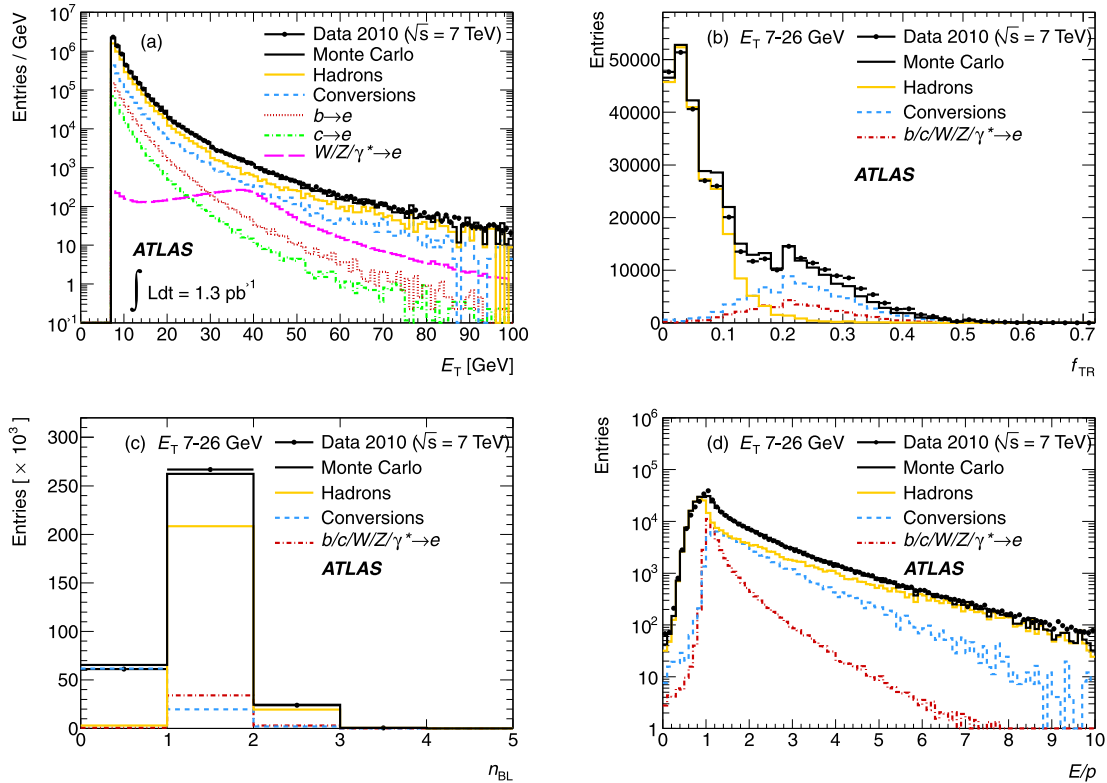 Entries / GeV
10^7
10^6
10^5
10^4
10^3
10^2
10
1
10^-1
(a)
Data 2010 (√s = 7 TeV)
Monte Carlo
Hadrons
Conversions
b→e
c→e
W/Z/γ*→e
ATLAS
∫ Ldt = 1.3 pb^›1
0 10 20 30 40 50 60 70 80 90 100
E_T [GeV]
Entries
50000
40000
30000
20000
10000
0
(b) E_T 7-26 GeV
Data 2010 (√s = 7 TeV)
Monte Carlo
Hadrons
Conversions
b/c/W/Z/γ*→e
ATLAS
0 0.1 0.2 0.3 0.4 0.5 0.6 0.7
f_TR
Entries [ × 10^3 ]
300
250
200
150
100
50
0
(c) E_T 7-26 GeV
Data 2010 (√s = 7 TeV)
Monte Carlo
Hadrons
Conversions
b/c/W/Z/γ*→e
ATLAS
0 1 2 3 4 5
n_BL
Entries
10^6
10^5
10^4
10^3
10^2
10
1
E_T 7-26 GeV (d)
Data 2010 (√s = 7 TeV)
Monte Carlo
Hadrons
Conversions
b/c/W/Z/γ*→e
ATLAS
0 1 2 3 4 5 6 7 8 9 10
E/p